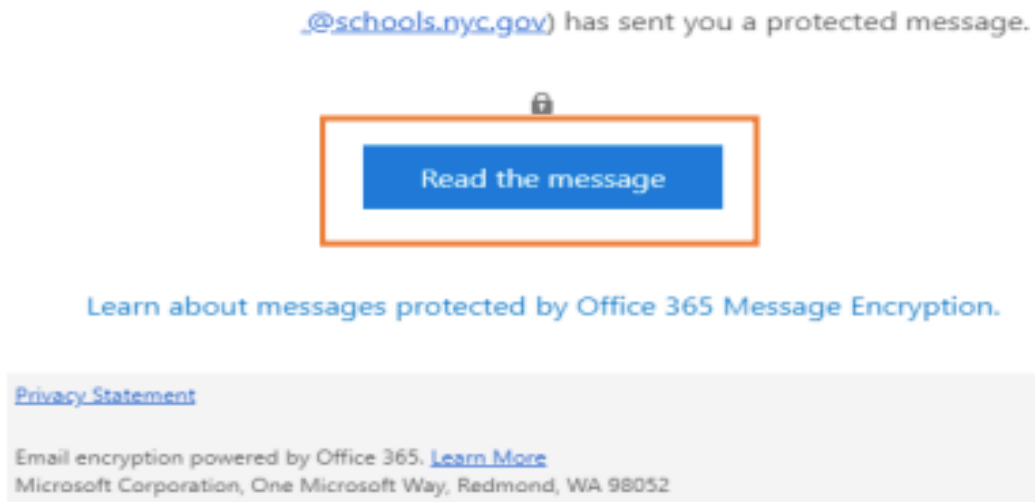 .@schools.nyc.gov) has sent you a protected message.
Read the message
Learn about messages protected by Office 365 Message Encryption.
Privacy Statement
Email encryption powered by Office 365. Learn More
Microsoft Corporation, One Microsoft Way, Redmond, WA 98052